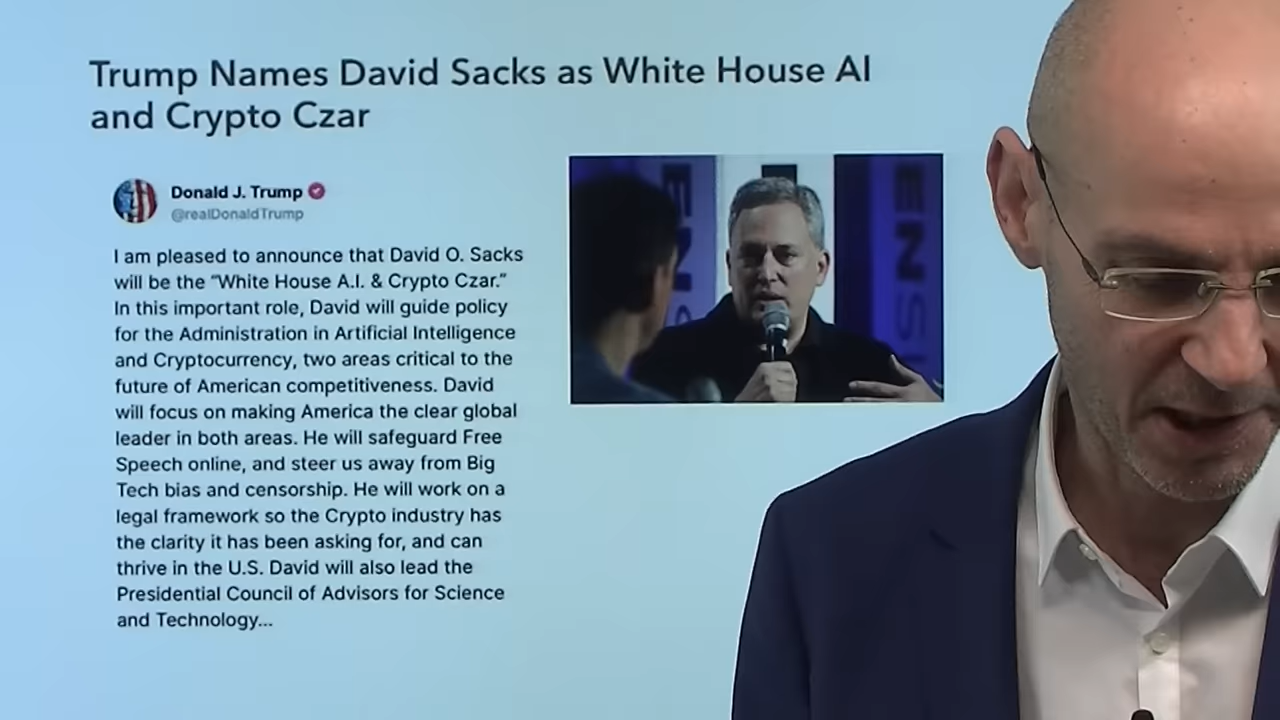 Trump Names David Sacks as White House AI
and Crypto Czar
Donald J. Trump
@realDonaldTrump
I am pleased to announce that David O. Sacks
will be the “White House A.I. & Crypto Czar.”
In this important role, David will guide policy
for the Administration in Artificial Intelligence
and Cryptocurrency, two areas critical to the
future of American competitiveness. David
will focus on making America the clear global
leader in both areas. He will safeguard Free
Speech online, and steer us away from Big
Tech bias and censorship. He will work on a
legal framework so the Crypto industry has
the clarity it has been asking for, and can
thrive in the U.S. David will also lead the
Presidential Council of Advisors for Science
and Technology...